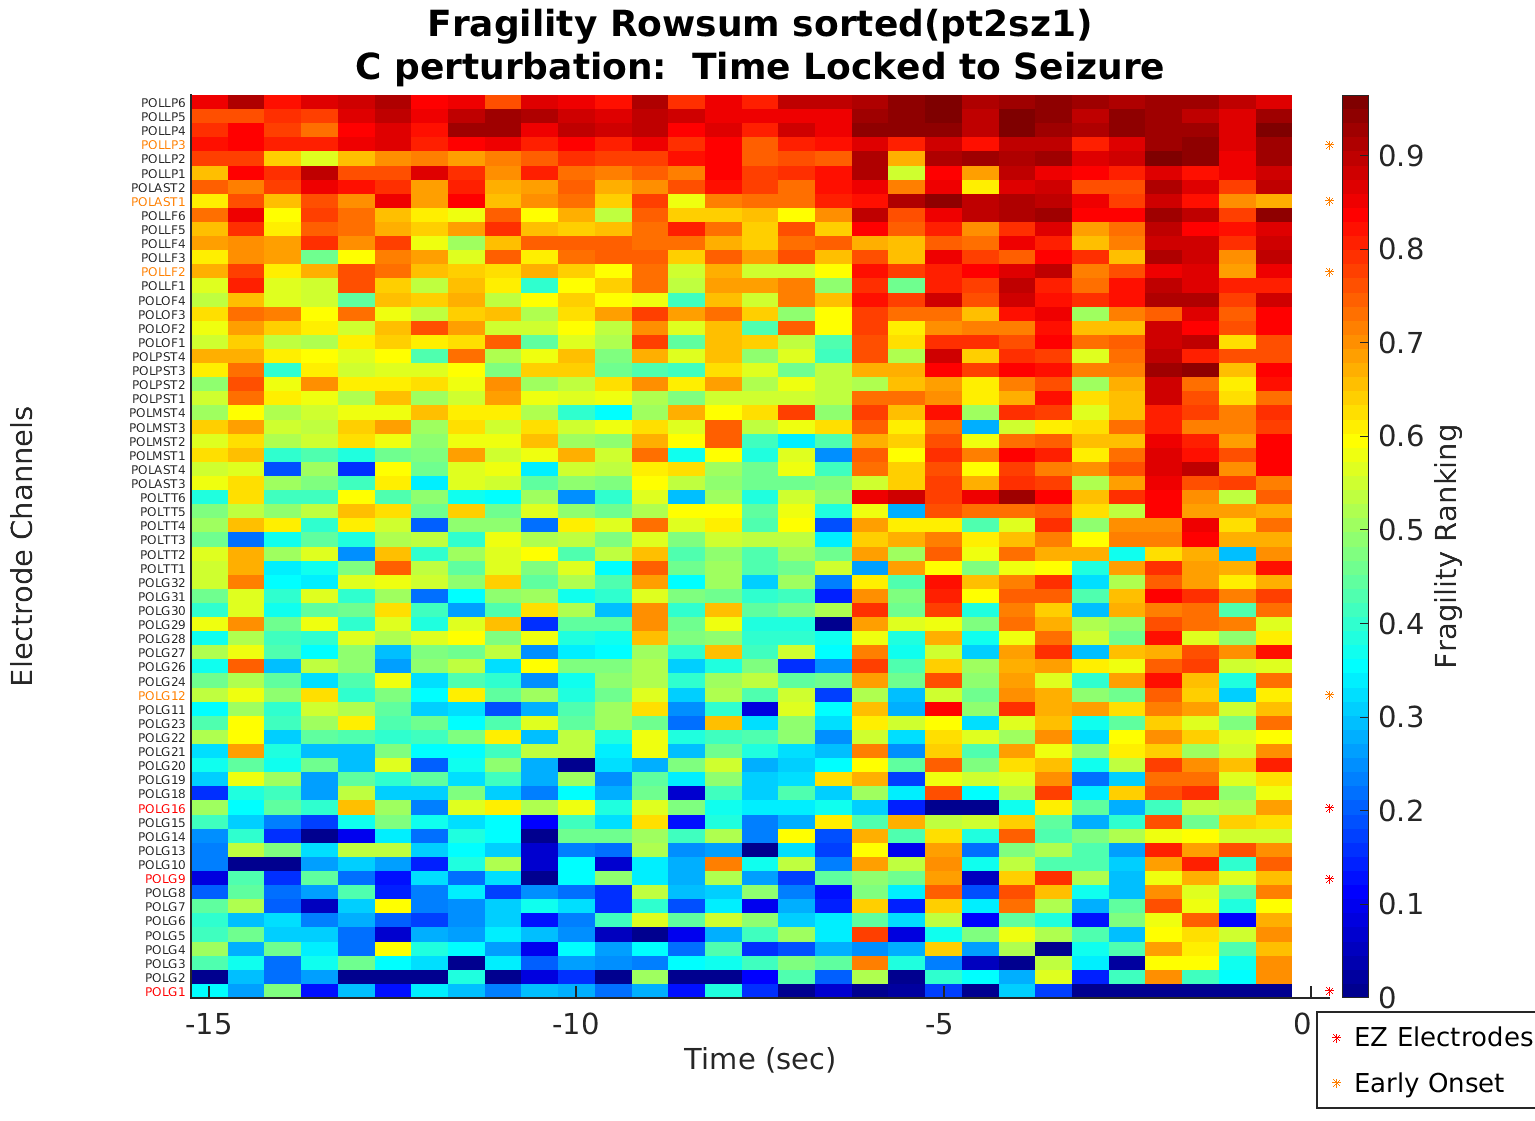 Fragility Rowsum sorted(pt2sz1)
C perturbation:  Time Locked to Seizure
Electrode Channels
POLLP6
POLLP5
POLLP4
POLLP3
POLLP2
POLLP1
POLAST2
POLAST1
POLLF6
POLLF5
POLLF4
POLLF3
POLLF2
POLLF1
POLOF4
POLOF3
POLOF2
POLOF1
POLPST4
POLPST3
POLPST2
POLPST1
POLMST4
POLMST3
POLMST2
POLMST1
POLAST4
POLAST3
POLTT6
POLTT5
POLTT4
POLTT3
POLTT2
POLTT1
POLG32
POLG31
POLG30
POLG29
POLG28
POLG27
POLG26
POLG24
POLG12
POLG11
POLG23
POLG22
POLG21
POLG20
POLG19
POLG18
POLG16
POLG15
POLG14
POLG13
POLG10
POLG9
POLG8
POLG7
POLG6
POLG5
POLG4
POLG3
POLG2
POLG1
-15 -10 -5 0
Time (sec)
0.9
0.8
0.7
0.6
0.5
0.4
0.3
0.2
0.1
0
Fragility Ranking
EZ Electrodes
Early Onset